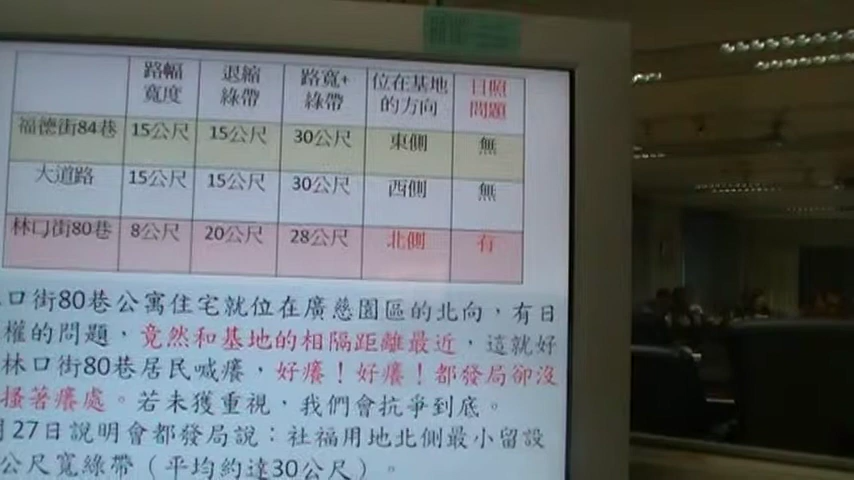 路幅寬度 退縮綠帶 路寬+綠帶 位在基地的方向 日照問題
福德街84巷 15公尺 15公尺 30公尺 東側 無
大道路 15公尺 15公尺 30公尺 西側 無
林口街80巷 8公尺 20公尺 28公尺 北側 有
口街80巷公寓住宅就位在廣慈園區的北向，有日
權的問題，竟然和基地的相隔距離最近，這就好
林口街80巷居民喊癢，好癢！好癢！都發局卻沒
搔著癢處。若未獲重視，我們會抗爭到底。
27日說明會都發局說：社福用地北側最小留設
公尺寬綠帶（平均約達30公尺）。